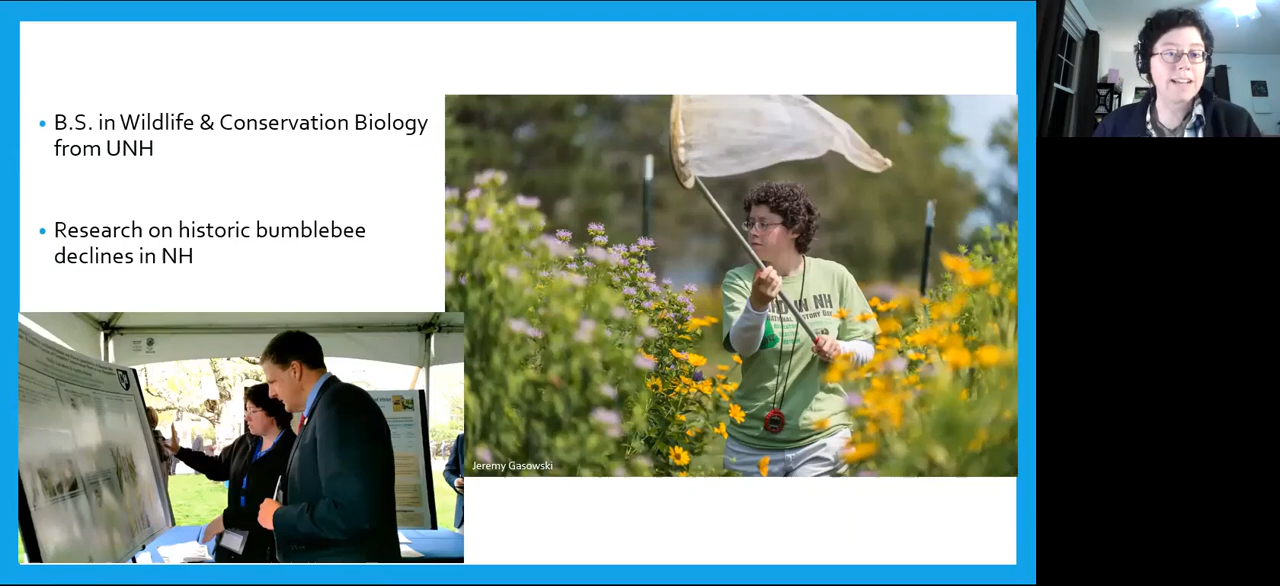 B.S. in Wildlife & Conservation Biology
from UNH
Research on historic bumblebee
declines in NH
NH
Jeremy Gasowski